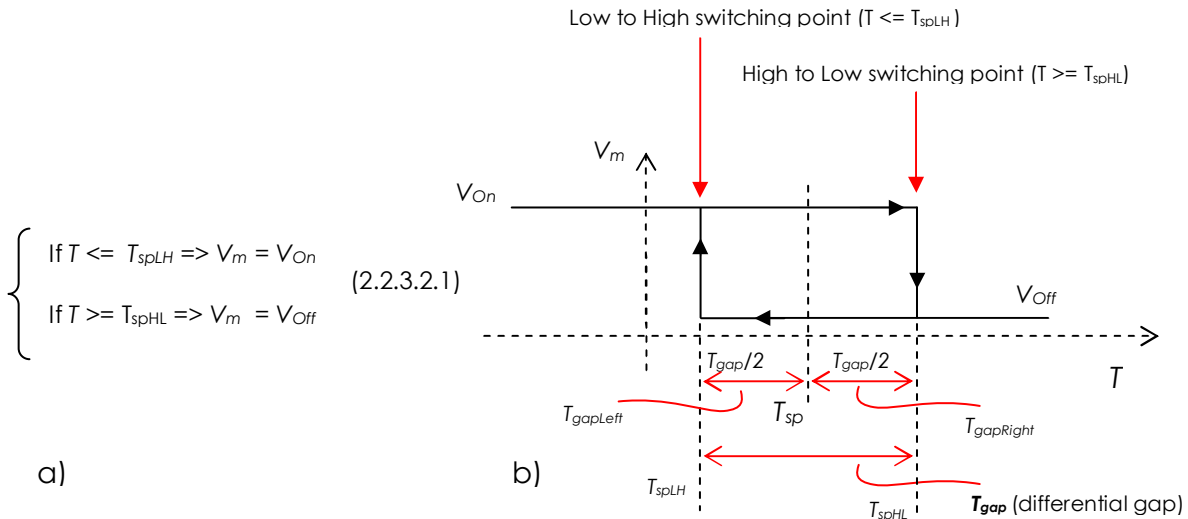 Low to High switching point (T <= TspLH )
High to Low switching point (T >= TspHL)
Vm
VOn
If T <= TspLH => Vm = VOn
(2.2.3.2.1)
If T >= TspHL => Vm = VOff
VOff
Tgap/2 Tgap/2
T
TgapLeft Tsp TgapRight
a) b)
TspLH
TspHL
Tgap (differential gap)